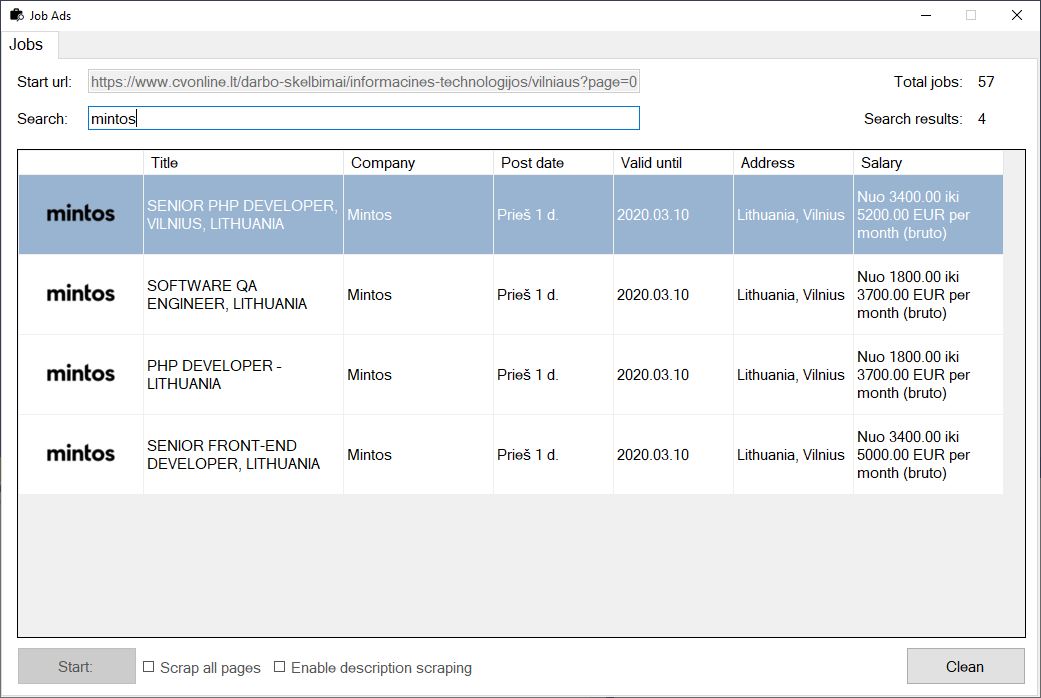 Job Ads
Jobs
Start url: https://www.cvonline.lt/darbo-skelbimai/informacines-technologijos/vilniaus?page=0 Total jobs: 57
Search: mintos Search results: 4
Title Company Post date Valid until Address Salary
mintos
SENIOR PHP DEVELOPER,
VILNIUS, LITHUANIA
Mintos
Prieš 1 d.
2020.03.10
Lithuania, Vilnius
Nuo 3400.00 iki
5200.00 EUR per
month (bruto)
mintos
SOFTWARE QA
ENGINEER, LITHUANIA
Mintos
Prieš 1 d.
2020.03.10
Lithuania, Vilnius
Nuo 1800.00 iki
3700.00 EUR per
month (bruto)
mintos
PHP DEVELOPER -
LITHUANIA
Mintos
Prieš 1 d.
2020.03.10
Lithuania, Vilnius
Nuo 1800.00 iki
3700.00 EUR per
month (bruto)
mintos
SENIOR FRONT-END
DEVELOPER, LITHUANIA
Mintos
Prieš 1 d.
2020.03.10
Lithuania, Vilnius
Nuo 3400.00 iki
5000.00 EUR per
month (bruto)
Start: Scrap all pages Enable description scraping Clean